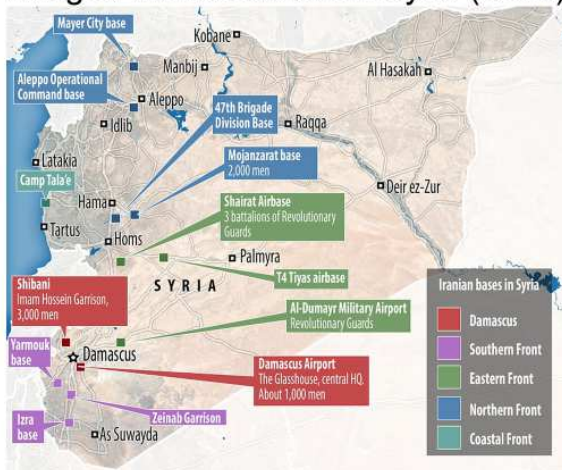 Mayer City base
Kobane
Manbij
Al Hasakah
Aleppo Operational
Command base
Aleppo
47th Brigade
Division Base
Idlib
Raqqa
Mojanzarat base
2,000 men
Latakia
Camp Tala'e
Deir ez-Zur
Hama
Shairat Airbase
3 battalions of Revolutionary
Guards
Tartus
Homs
Palmyra
T4 Tiyas airbase
SYRIA
Shibani
Imam Hossein Garrison,
3,000 men
Al-Dumayr Military Airport
Revolutionary Guards
Yarmouk
base
Damascus
Damascus Airport
The Glasshouse, central HQ.
About 1,000 men
Zeinab Garrison
Izra
base
As Suwayda
Iranian bases in Syria
Damascus
Southern Front
Eastern Front
Northern Front
Coastal Front